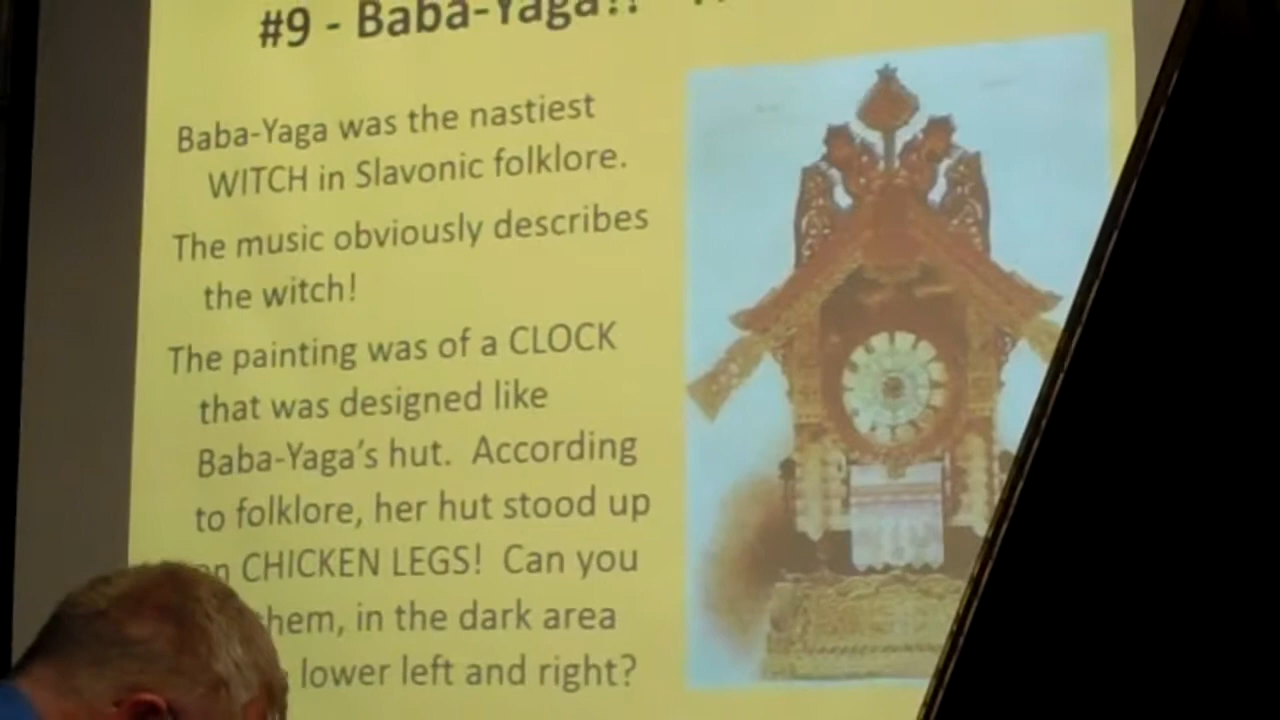 #9 - Baba-Yaga!!
Baba-Yaga was the nastiest
WITCH in Slavonic folklore.
The music obviously describes
the witch!
The painting was of a CLOCK
that was designed like
Baba-Yaga's hut. According
to folklore, her hut stood up
CHICKEN LEGS! Can you
in the dark area
lower left and right?